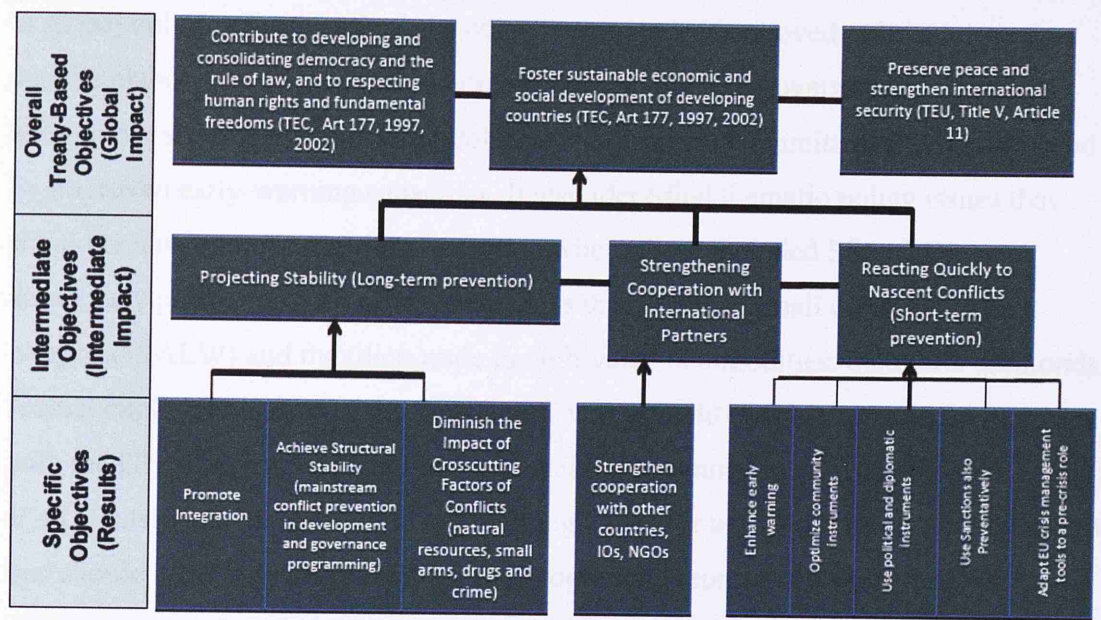 Overall
Treaty-Based
Objectives
(Global
Impact)
Contribute to developing and
consolidating democracy and the
rule of law, and to respecting
human rights and fundamental
freedoms (TEC, Art 177, 1997,
2002)
Foster sustainable economic and
social development of developing
countries (TEC, Art 177, 1997, 2002)
Preserve peace and
strengthen international
security (TEU, Title V, Article
11)
Intermediate
Objectives
(Intermediate
Impact)
Projecting Stability (Long-term prevention)
Strengthening
Cooperation with
International
Partners
Reacting Quickly to
Nascent Conflicts
(Short-term
prevention)
Specific
Objectives
(Results)
Promote
Integration
Achieve Structural
Stability
(mainstream
conflict prevention
in development
and governance
programming)
Diminish the
Impact of
Crosscutting
Factors of
Conflicts
(natural
resources, small
arms, drugs and
crime)
Strengthen
cooperation
with other
countries,
IOs, NGOs
Enhance early
warning
Optimize community
instruments
Use political and diplomatic
instruments
Use Sanctions also
Preventatively
Adapt EU crisis management
tools to a pre-crisis role